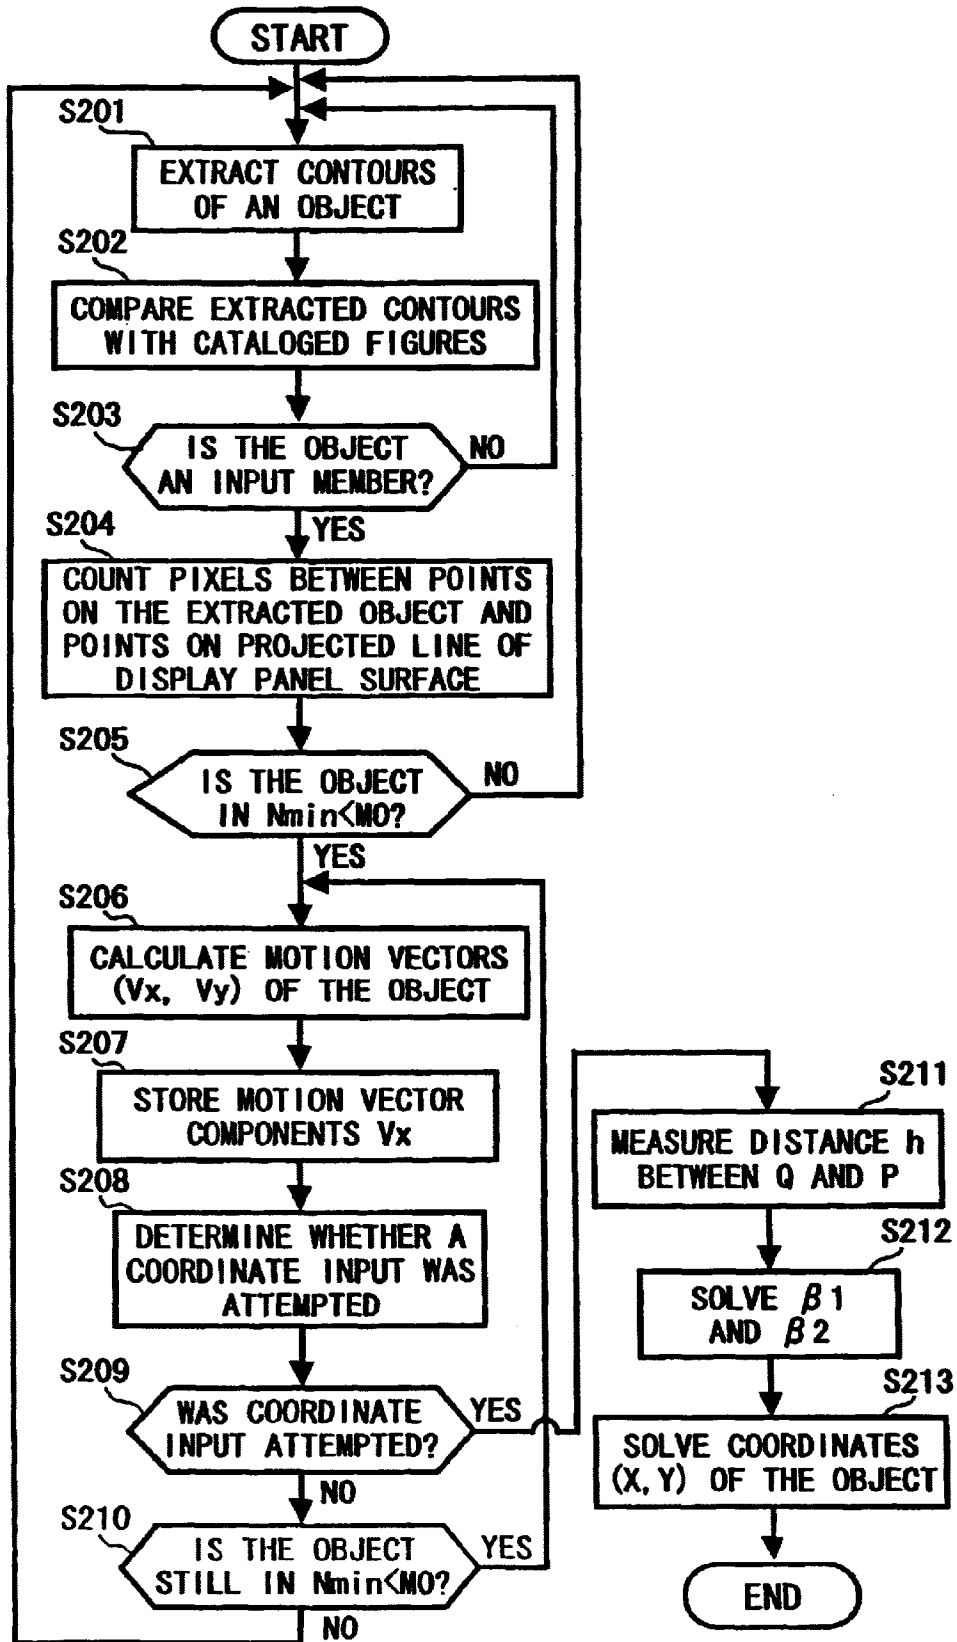 START
S201
EXTRACT CONTOURS
OF AN OBJECT
S202
COMPARE EXTRACTED CONTOURS
WITH CATALOGED FIGURES
S203
IS THE OBJECT
AN INPUT MEMBER?
NO
YES
S204
COUNT PIXELS BETWEEN POINTS
ON THE EXTRACTED OBJECT AND
POINTS ON PROJECTED LINE OF
DISPLAY PANEL SURFACE
S205
IS THE OBJECT
IN Nmin<M0?
NO
YES
S206
CALCULATE MOTION VECTORS
(Vx, Vy) OF THE OBJECT
S207
STORE MOTION VECTOR
COMPONENTS Vx
S208
DETERMINE WHETHER A
COORDINATE INPUT WAS
ATTEMPTED
S209
WAS COORDINATE
INPUT ATTEMPTED?
YES
NO
S210
IS THE OBJECT
STILL IN Nmin<M0?
YES
NO
S211
MEASURE DISTANCE h
BETWEEN Q AND P
S212
SOLVE β1
AND β2
S213
SOLVE COORDINATES
(X,Y) OF THE OBJECT
END